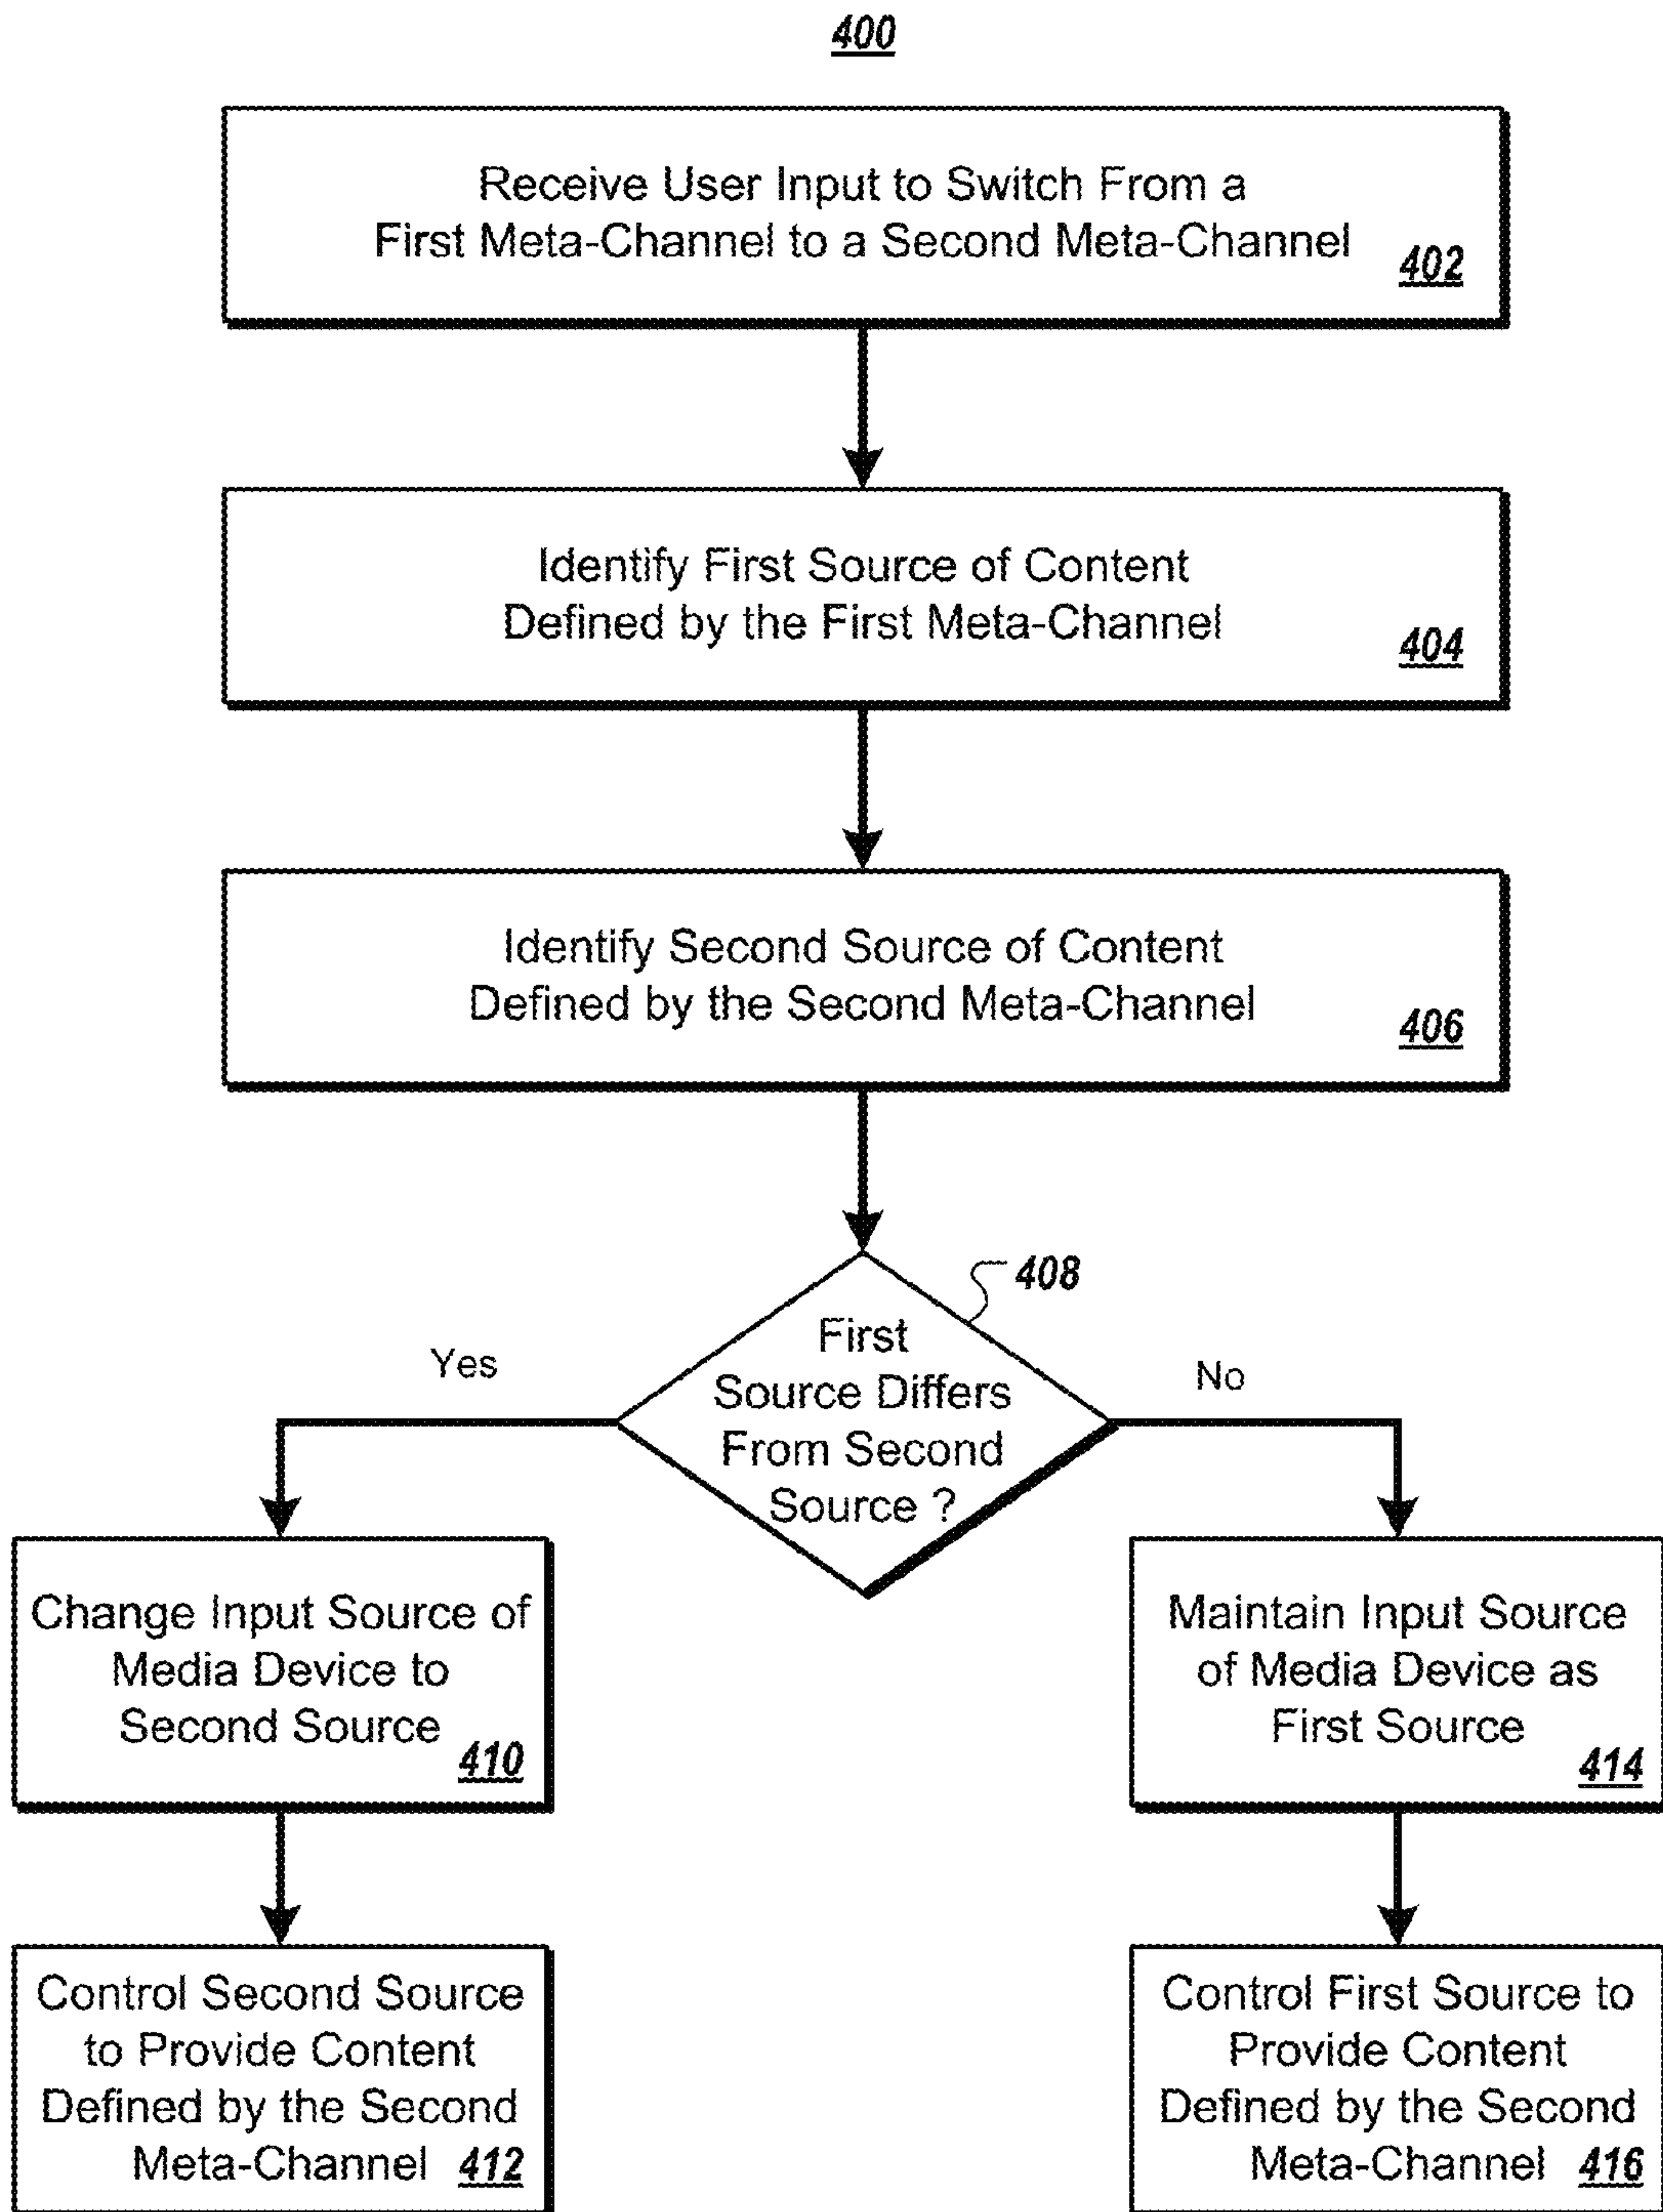 400
Receive User Input to Switch From a
First Meta-Channel to a Second Meta-Channel
402
Identify First Source of Content
Defined by the First Meta-Channel
404
Identify Second Source of Content
Defined by the Second Meta-Channel
406
408
First
Source Differs
From Second
Source ?
Yes
No
Change Input Source of
Media Device to
Second Source
410
Maintain Input Source
of Media Device as
First Source
414
Control Second Source
to Provide Content
Defined by the Second
Meta-Channel 412
Control First Source to
Provide Content
Defined by the Second
Meta-Channel 416